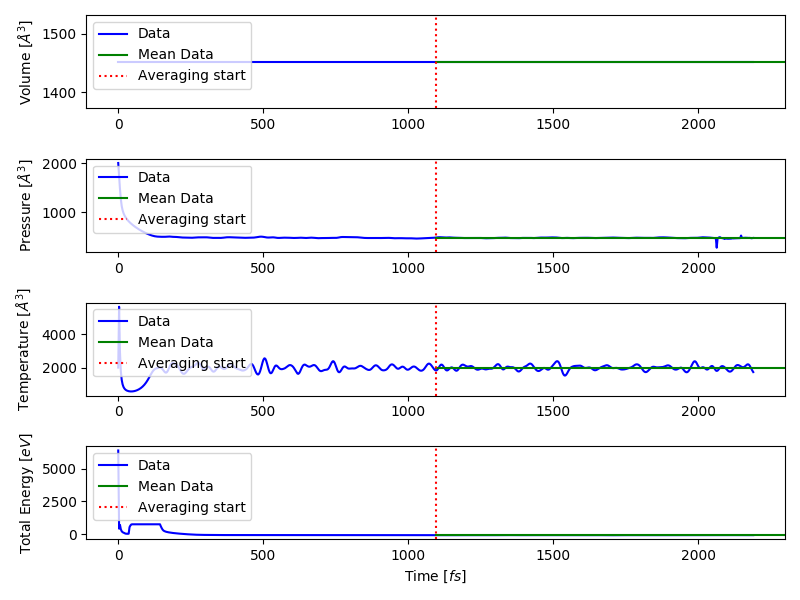 Volume [Å³]
1500
1400
Data
Mean Data
Averaging start
0 500 1000 1500 2000
Pressure [Å³]
2000
1000
Data
Mean Data
Averaging start
0 500 1000 1500 2000
Temperature [Å³]
4000
2000
Data
Mean Data
Averaging start
0 500 1000 1500 2000
Total Energy [eV]
5000
2500
0
Data
Mean Data
Averaging start
0 500 1000 1500 2000
Time [fs]